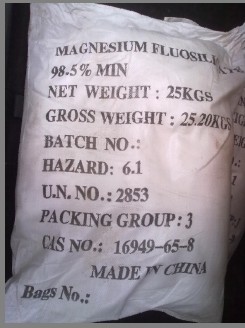 MAGNESIUM FLUOSILI
98.5% MIN
NET WEIGHT : 25KGS
GROSS WEIGHT : 25.20KGS
BATCH NO.:
HAZARD: 6.1
U.N. NO.: 2853
PACKING GROUP: 3
CAS NO.: 16949-65-8
MADE IN CHINA
Bags No.: